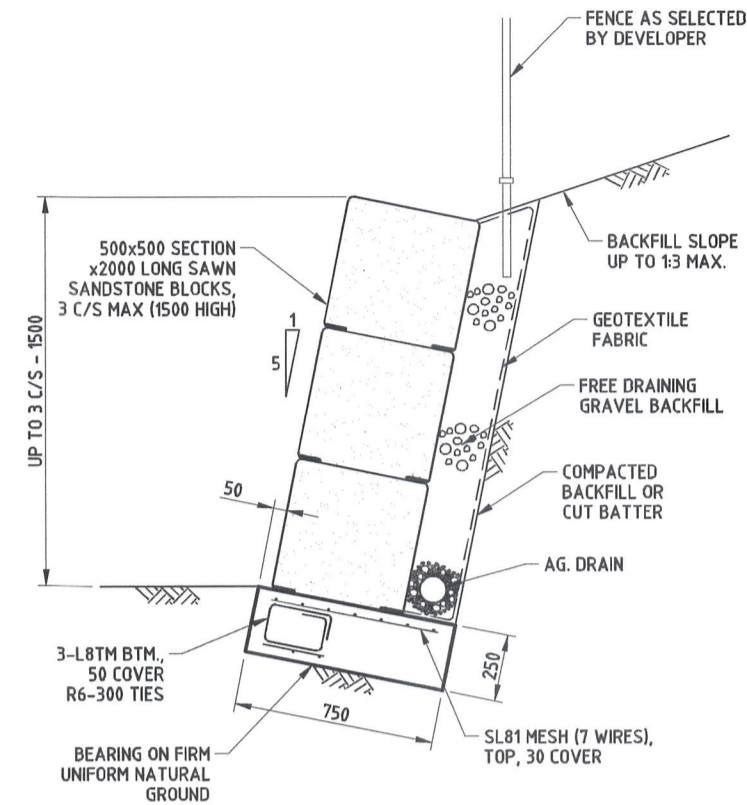 FENCE AS SELECTED
BY DEVELOPER
500x500 SECTION
x2000 LONG SAWN
SANDSTONE BLOCKS,
3 C/S MAX (1500 HIGH)
BACKFILL SLOPE
UP TO 1:3 MAX.
1
5
GEOTEXTILE
FABRIC
UP TO 3 C/S - 1500
FREE DRAINING
GRAVEL BACKFILL
50
COMPACTED
BACKFILL OR
CUT BATTER
AG. DRAIN
3-L8TM BTM.,
50 COVER
R6-300 TIES
250
750
SL81 MESH (7 WIRES),
TOP, 30 COVER
BEARING ON FIRM
UNIFORM NATURAL
GROUND